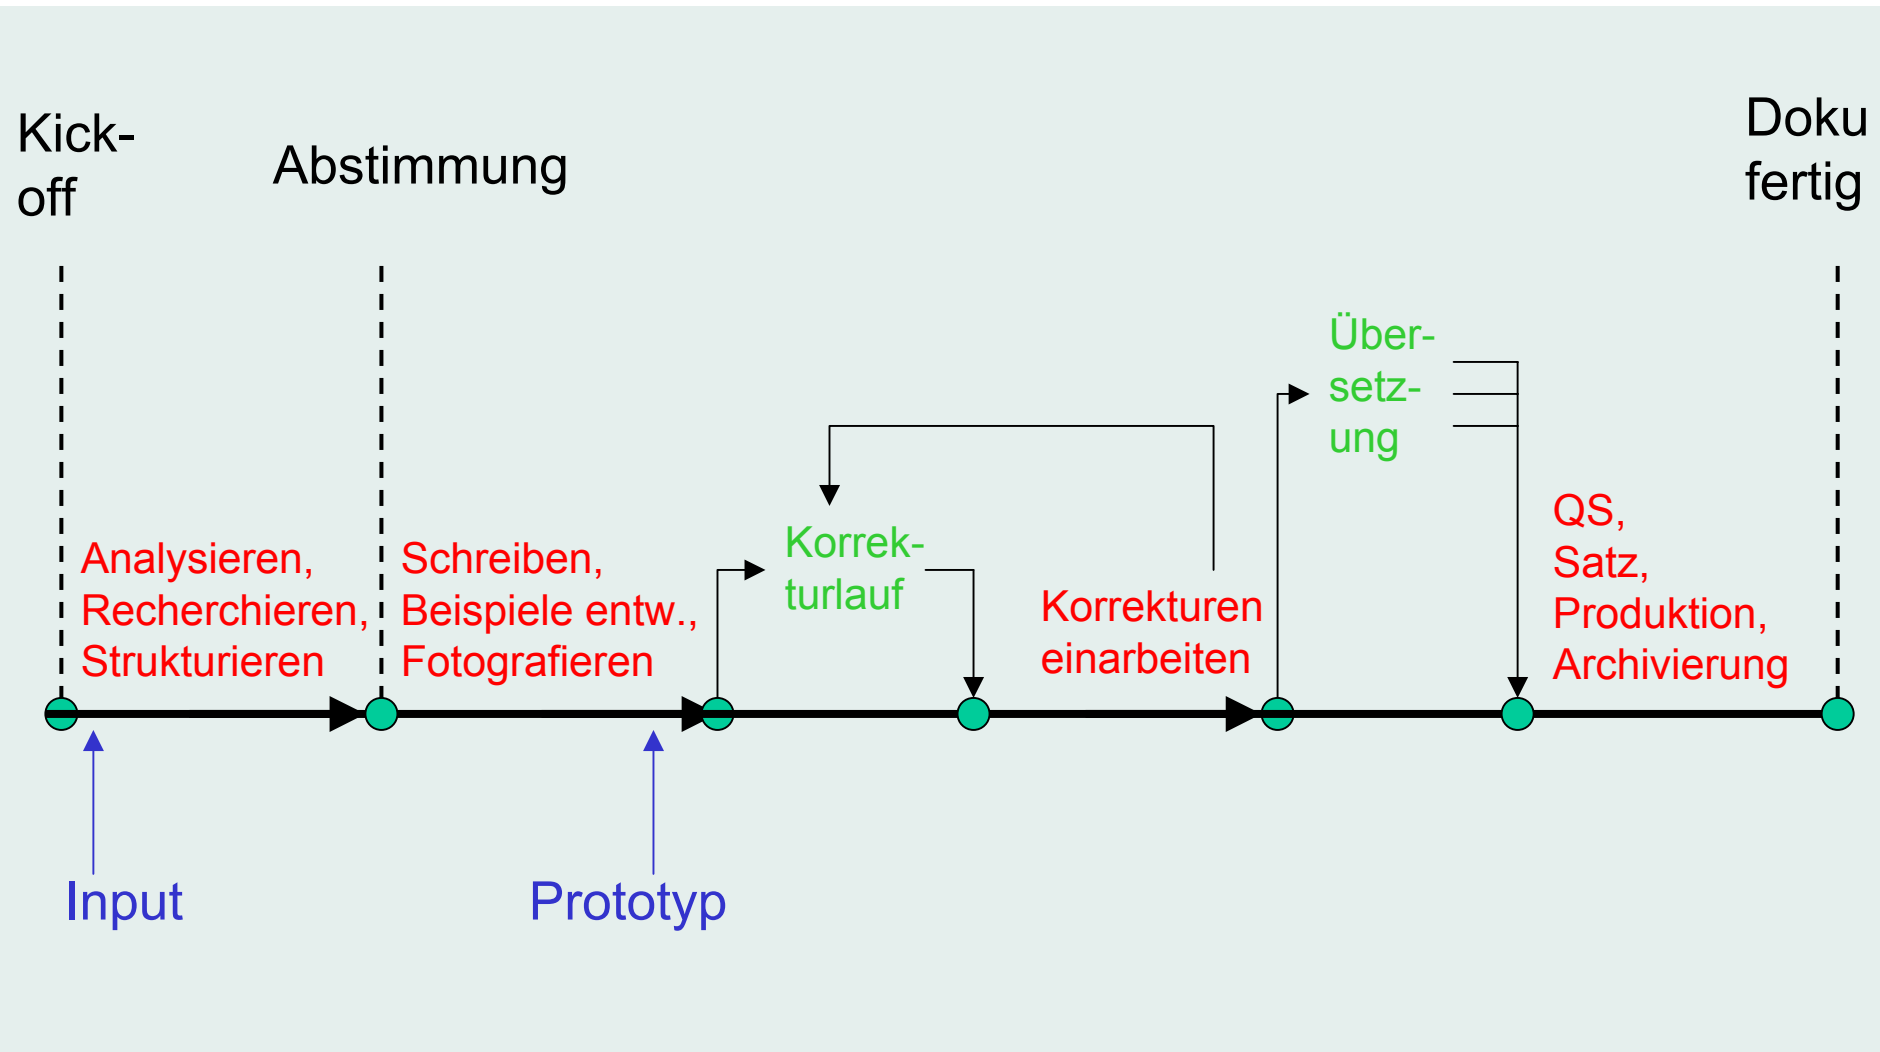 Kick-
off
Abstimmung
Doku
fertig
Analysieren,
Recherchieren,
Strukturieren
Schreiben,
Beispiele entw.,
Fotografieren
Korrek-
turlauf
Korrekturen
einarbeiten
Über-
setz-
ung
QS,
Satz,
Produktion,
Archivierung
Input
Prototyp